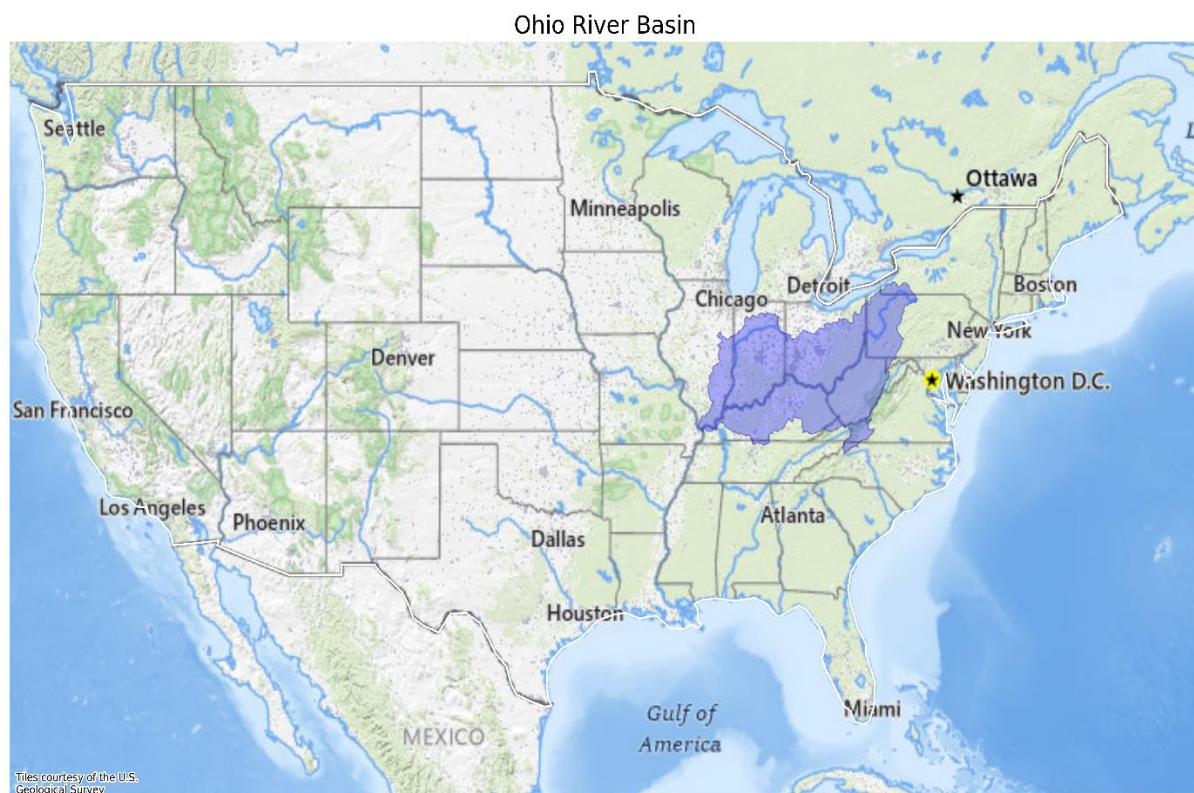 Ohio River Basin
Seattle
Ottawa
Minneapolis
Chicago
Detroit
Boston
New York
Denver
Washington D.C.
San Francisco
Los Angeles
Phoenix
Atlanta
Dallas
Houston
Miami
Gulf of
America
MEXICO
Tiles courtesy of the U.S.
Geological Survey